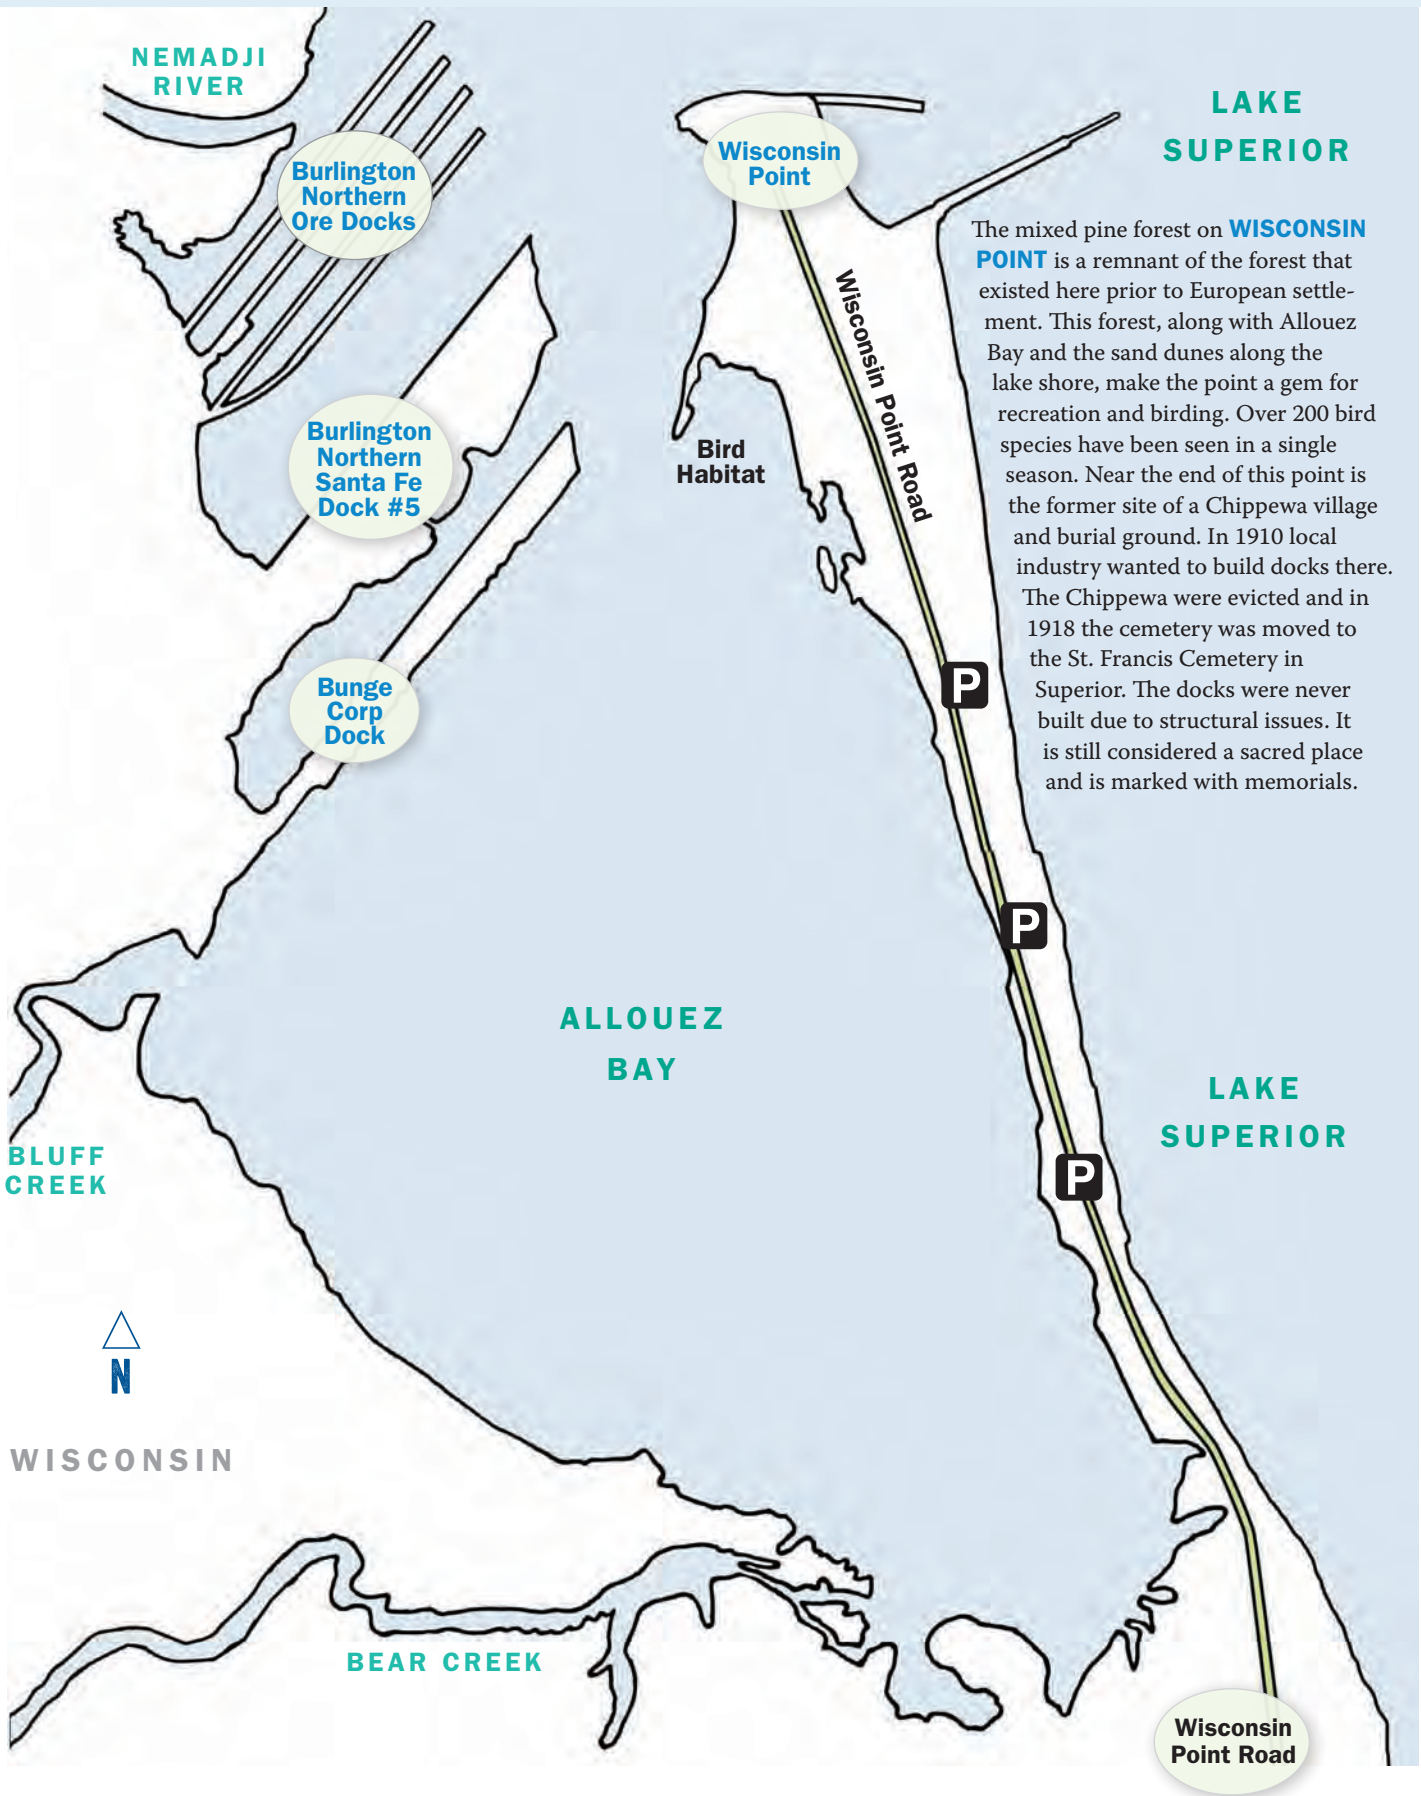 NEMADJI
RIVER
Burlington
Northern
Ore Docks
Wisconsin
Point
LAKE
SUPERIOR
The mixed pine forest on WISCONSIN
POINT is a remnant of the forest that
existed here prior to European settle-
ment. This forest, along with Allouez
Bay and the sand dunes along the
lake shore, make the point a gem for
recreation and birding. Over 200 bird
species have been seen in a single
season. Near the end of this point is
the former site of a Chippewa village
and burial ground. In 1910 local
industry wanted to build docks there.
The Chippewa were evicted and in
1918 the cemetery was moved to
the St. Francis Cemetery in
Superior. The docks were never
built due to structural issues. It
is still considered a sacred place
and is marked with memorials.
Wisconsin Point Road
Burlington
Northern
Santa Fe
Dock #5
Bird
Habitat
Bunge
Corp
Dock
P
P
ALLOUEZ
BAY
LAKE
SUPERIOR
BLUFF
CREEK
P
N
WISCONSIN
BEAR CREEK
Wisconsin
Point Road